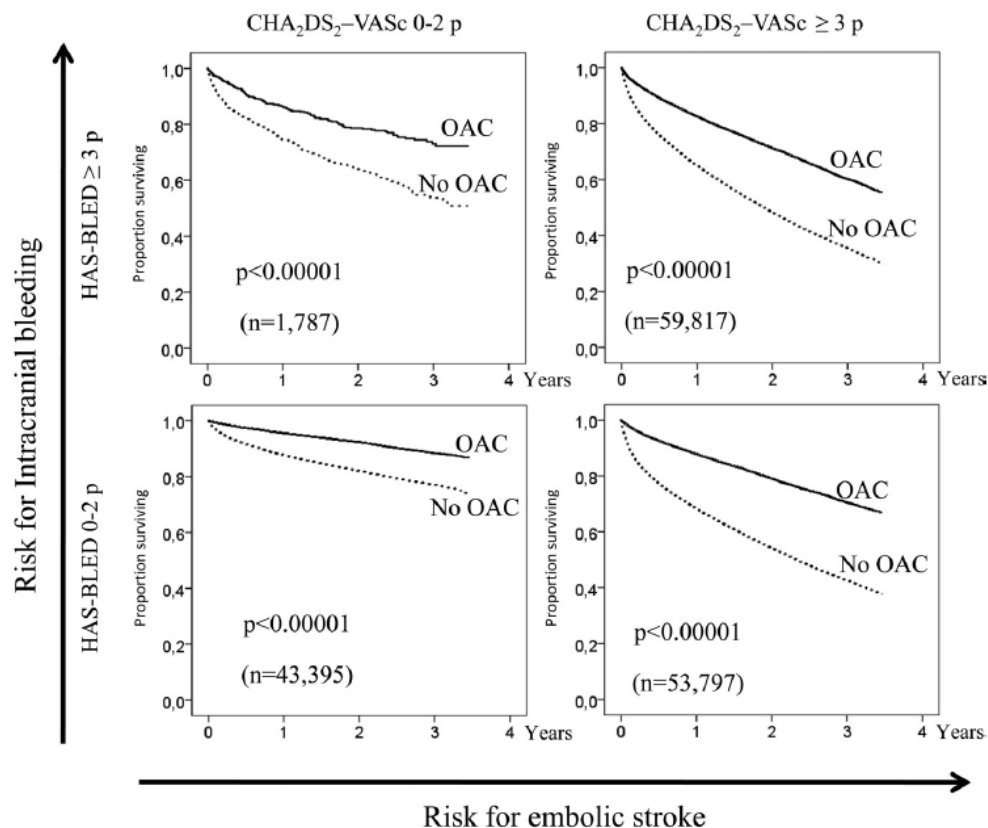 CHA₂DS₂–VASc 0-2 p
CHA₂DS₂–VASc ≥ 3 p
Risk for Intracranial bleeding
HAS-BLED ≥ 3 p
Proportion surviving
1,0
0,8
0,6
0,4
0,2
0,0
OAC
No OAC
p<0.00001
(n=1,787)
0 1 2 3 4 Years
Proportion surviving
1,0
0,8
0,6
0,4
0,2
0,0
OAC
No OAC
p<0.00001
(n=59,817)
0 1 2 3 4 Years
HAS-BLED 0-2 p
Proportion surviving
1,0
0,8
0,6
0,4
0,2
0,0
OAC
No OAC
p<0.00001
(n=43,395)
0 1 2 3 4 Years
Proportion surviving
1,0
0,8
0,6
0,4
0,2
0,0
OAC
No OAC
p<0.00001
(n=53,797)
0 1 2 3 4 Years
Risk for embolic stroke